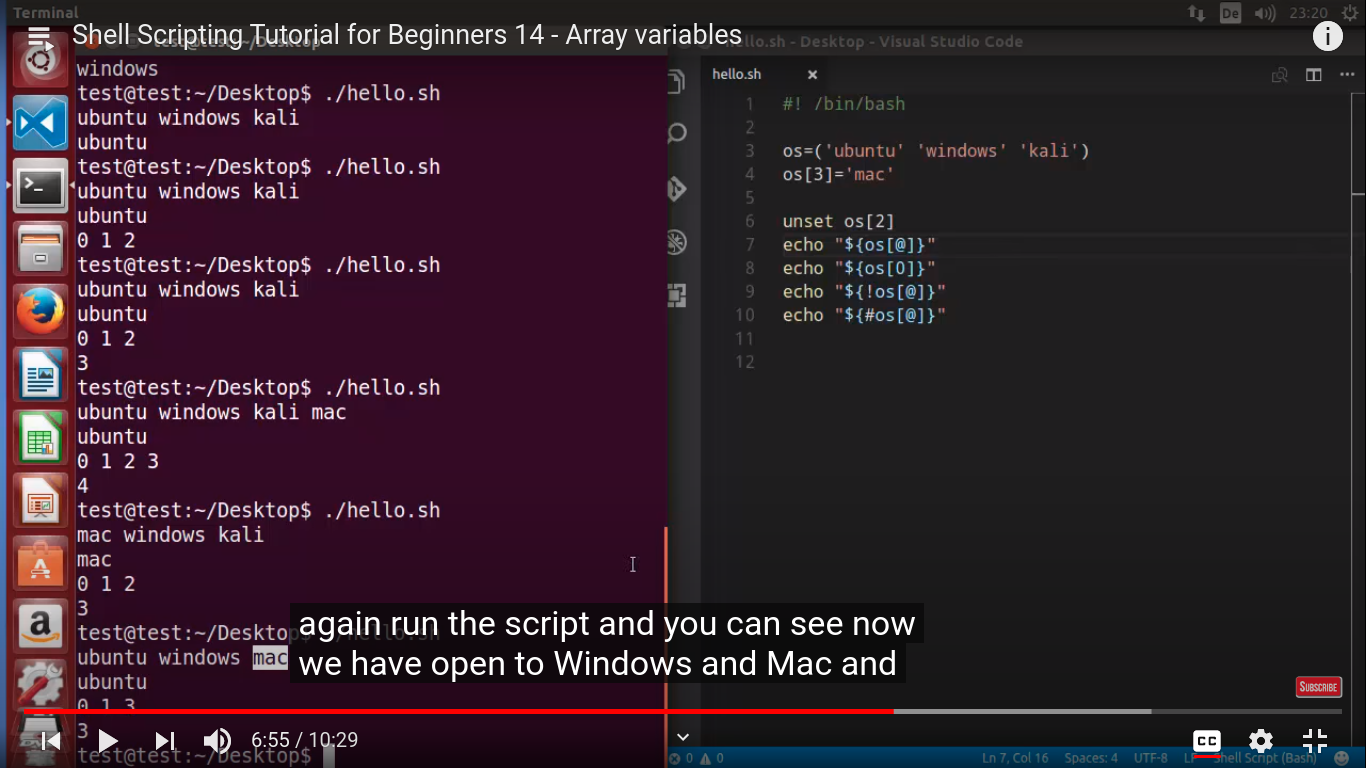 Terminal
De
23:20
Shell Scripting Tutorial for Beginners 14 - Array variables
hello.sh - Desktop - Visual Studio Code
i
windows
test@test:~/Desktop$ ./hello.sh
ubuntu windows kali
ubuntu
test@test:~/Desktop$ ./hello.sh
ubuntu windows kali
ubuntu
0 1 2
test@test:~/Desktop$ ./hello.sh
ubuntu windows kali
ubuntu
0 1 2
3
test@test:~/Desktop$ ./hello.sh
ubuntu windows kali mac
ubuntu
0 1 2 3
4
test@test:~/Desktop$ ./hello.sh
mac windows kali
mac
0 1 2
3
test@test:~/Desktop$ ./hello.sh
ubuntu windows mac
ubuntu
0 1 3
3
test@test:~/Desktop$
hello.sh
1 #! /bin/bash
2
3 os=('ubuntu' 'windows' 'kali')
4 os[3]='mac'
5
6 unset os[2]
7 echo "${os[@]}"
8 echo "${os[0]}"
9 echo "${!os[@]}"
10 echo "${#os[@]}"
11
12
again run the script and you can see now
we have open to Windows and Mac and
SUBSCRIBE
6:55 / 10:29
CC
0 0
Ln 7, Col 16 Spaces: 4 UTF-8 LF Shell Script (Bash)